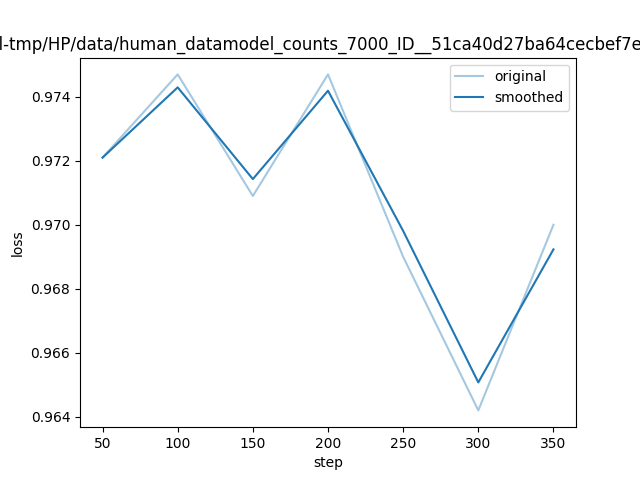 l-tmp/HP/data/human_datamodel_counts_7000_ID__51ca40d27ba64cecbef7e
original
smoothed
0.974
0.972
0.970
0.968
0.966
0.964
loss
50 100 150 200 250 300 350
step